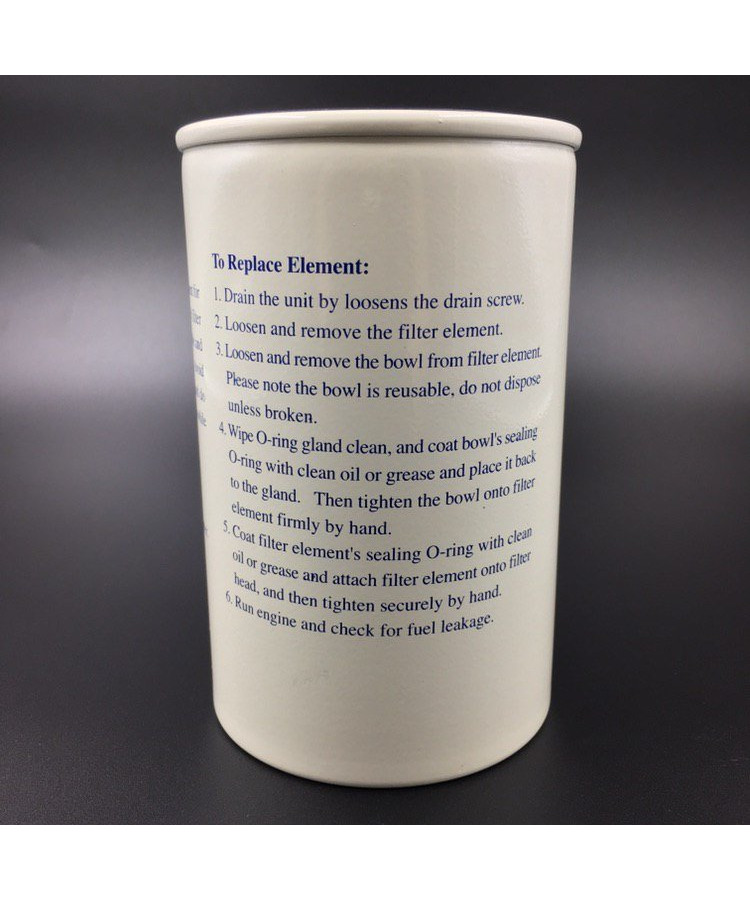 To Replace Element:
1. Drain the unit by loosens the drain screw.
2. Loosen and remove the filter element.
3. Loosen and remove the bowl from filter element.
Please note the bowl is reusable, do not dispose
unless broken.
4. Wipe O-ring gland clean, and coat bowl's sealing
O-ring with clean oil or grease and place it back
to the gland. Then tighten the bowl onto filter
element firmly by hand.
5. Coat filter element's sealing O-ring with clean
oil or grease and attach filter element onto filter
head, and then tighten securely by hand.
6. Run engine and check for fuel leakage.